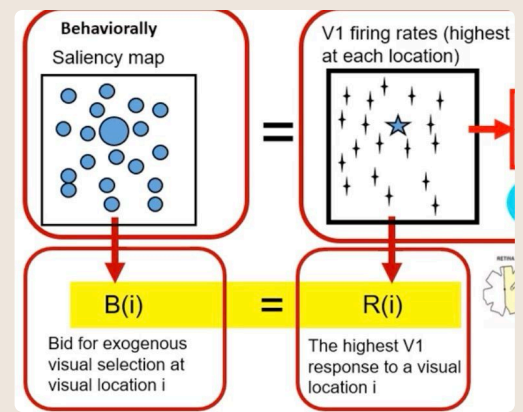 Behaviorally
Saliency map
V1 firing rates (highest
at each location)
=
B(i)
=
R(i)
Bid for exogenous
visual selection at
visual location i
The highest V1
response to a visual
location i
RETINA